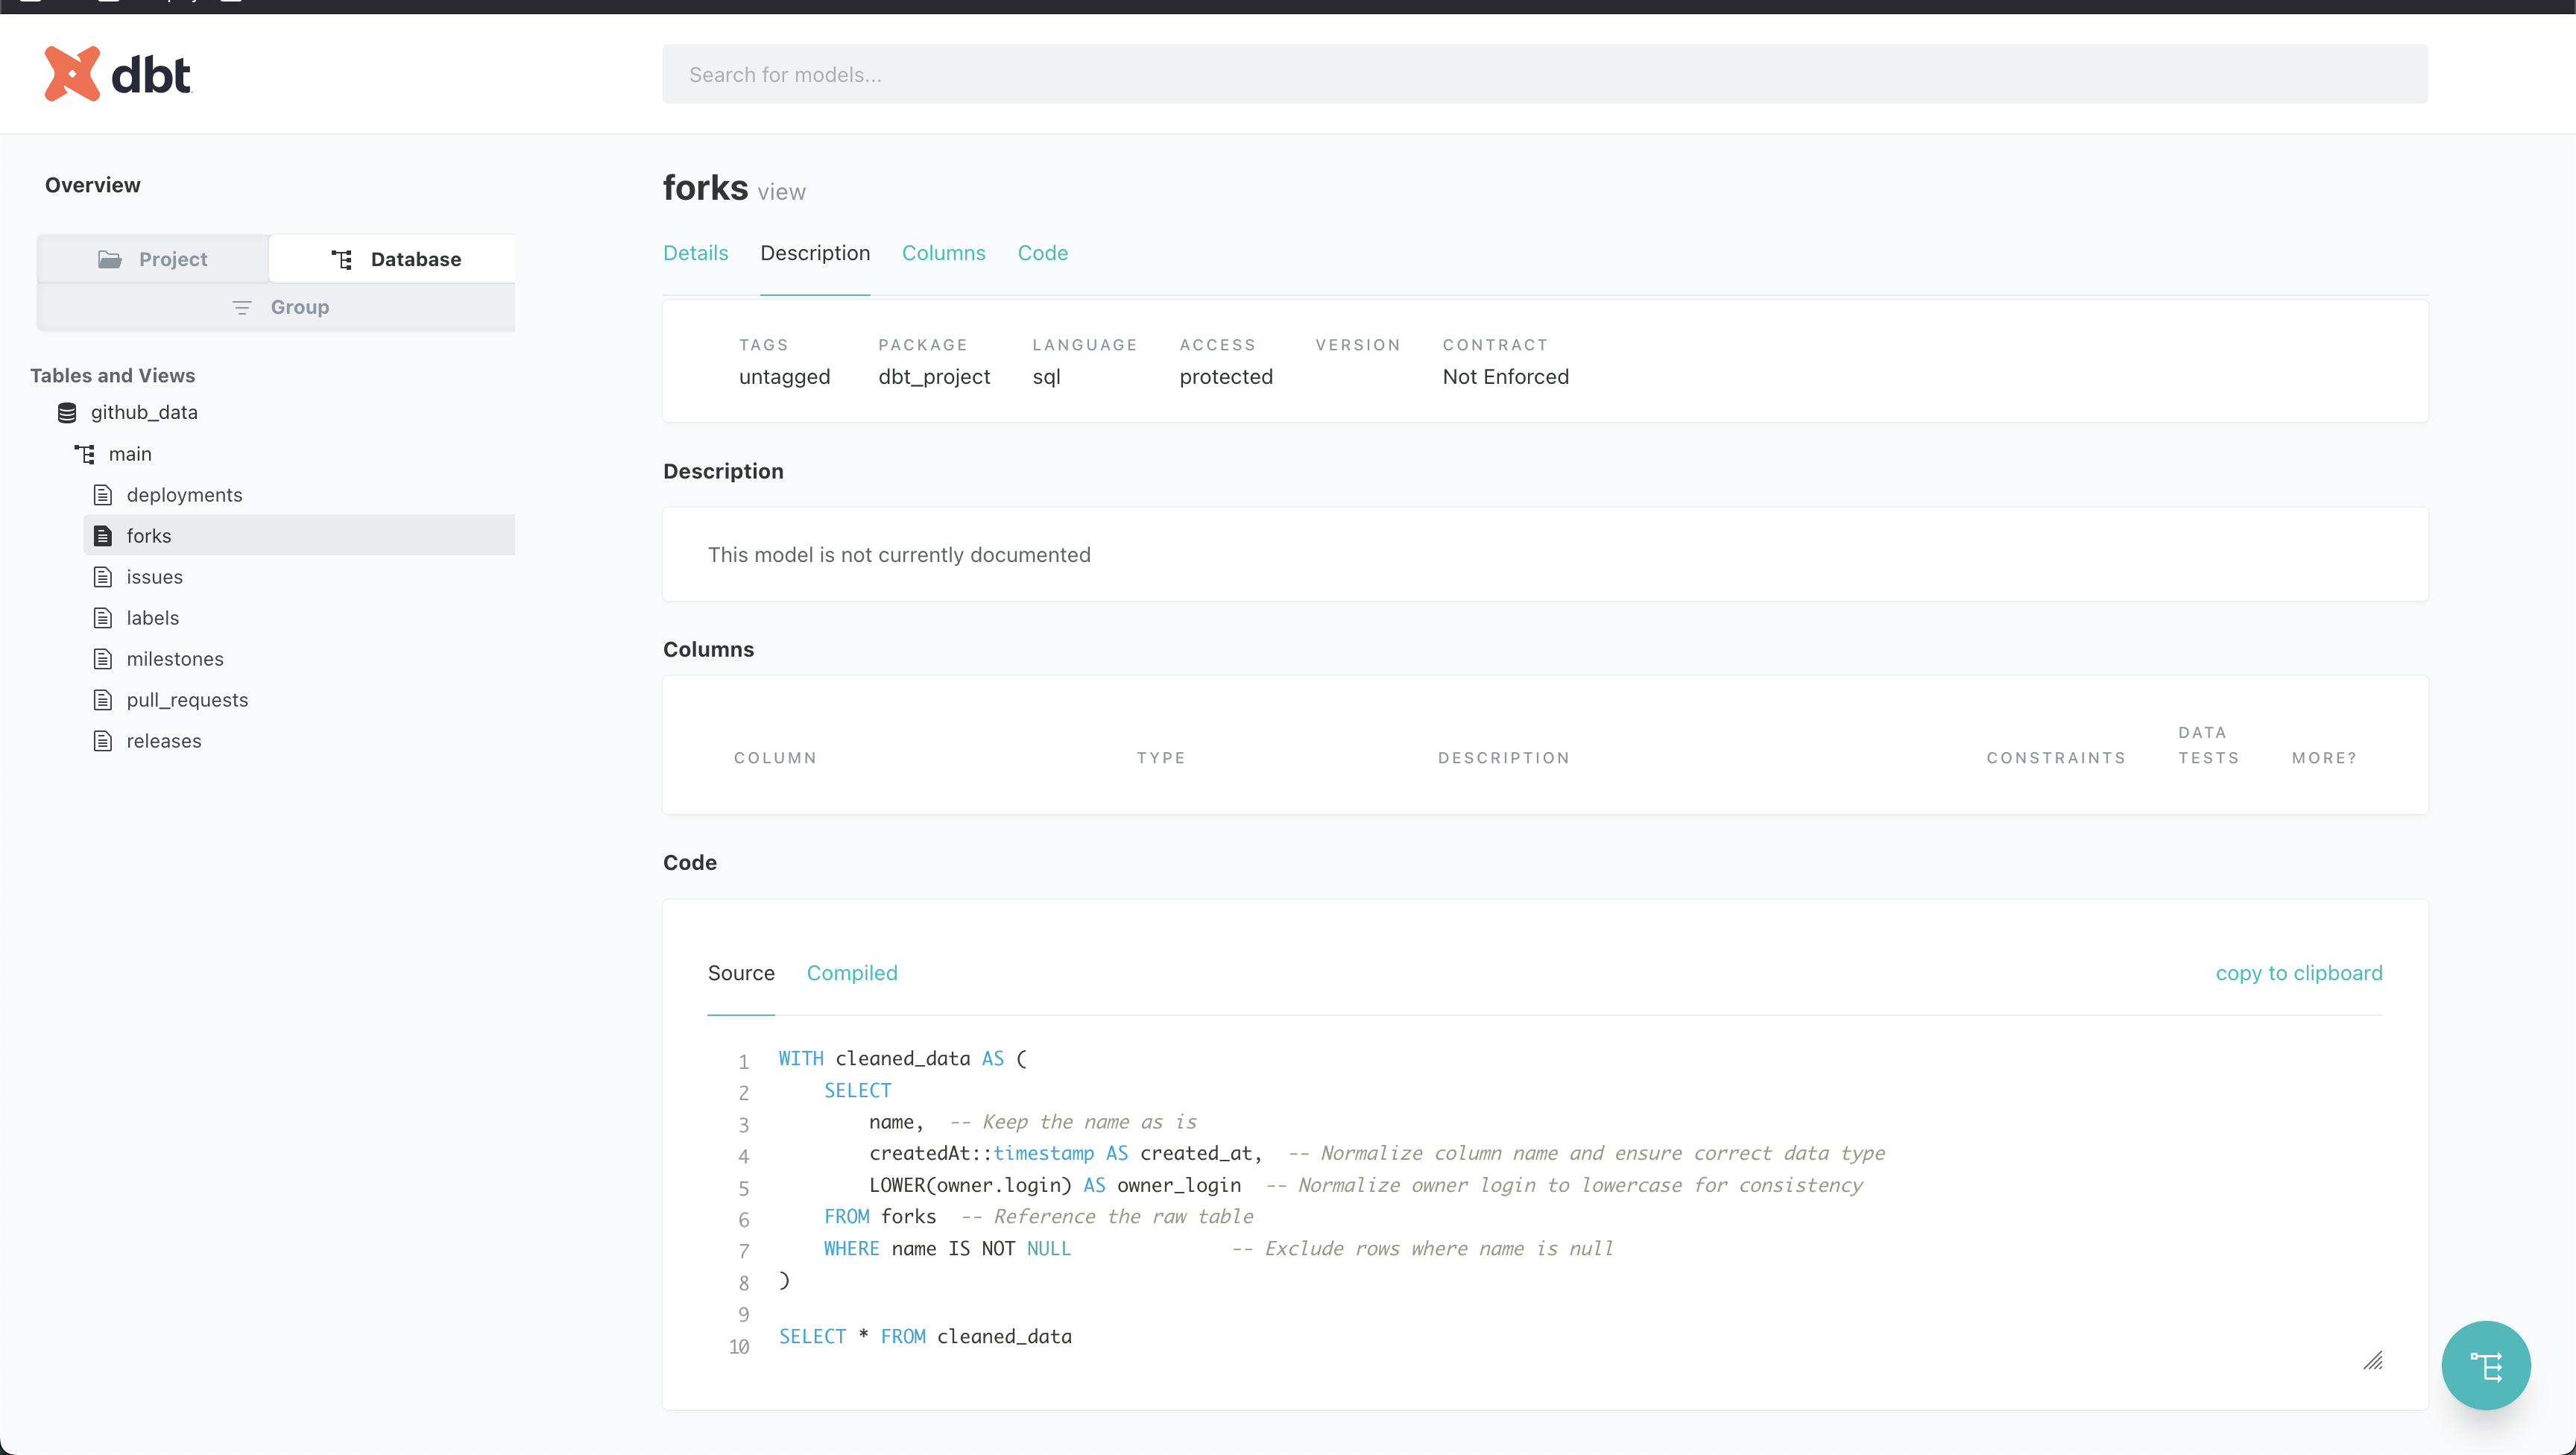 dbt
Search for models...
Overview
Project
Database
Group
Tables and Views
github_data
main
deployments
forks
issues
labels
milestones
pull_requests
releases
forks view
Details Description Columns Code
TAGS PACKAGE LANGUAGE ACCESS VERSION CONTRACT
untagged dbt_project sql protected Not Enforced
Description
This model is not currently documented
Columns
COLUMN TYPE DESCRIPTION CONSTRAINTS DATA TESTS MORE?
Code
Source Compiled copy to clipboard
1 WITH cleaned_data AS (
2     SELECT
3         name,  -- Keep the name as is
4         createdAt::timestamp AS created_at,  -- Normalize column name and ensure correct data type
5         LOWER(owner.login) AS owner_login  -- Normalize owner login to lowercase for consistency
6     FROM forks  -- Reference the raw table
7     WHERE name IS NOT NULL              -- Exclude rows where name is null
8 )
9
10 SELECT * FROM cleaned_data